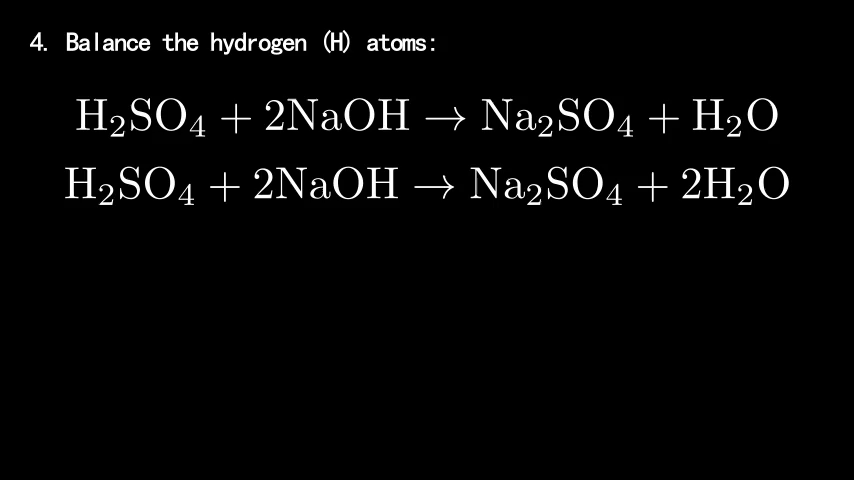 4. Balance the hydrogen (H) atoms:
H₂SO₄ + 2NaOH → Na₂SO₄ + H₂O
H₂SO₄ + 2NaOH → Na₂SO₄ + 2H₂O